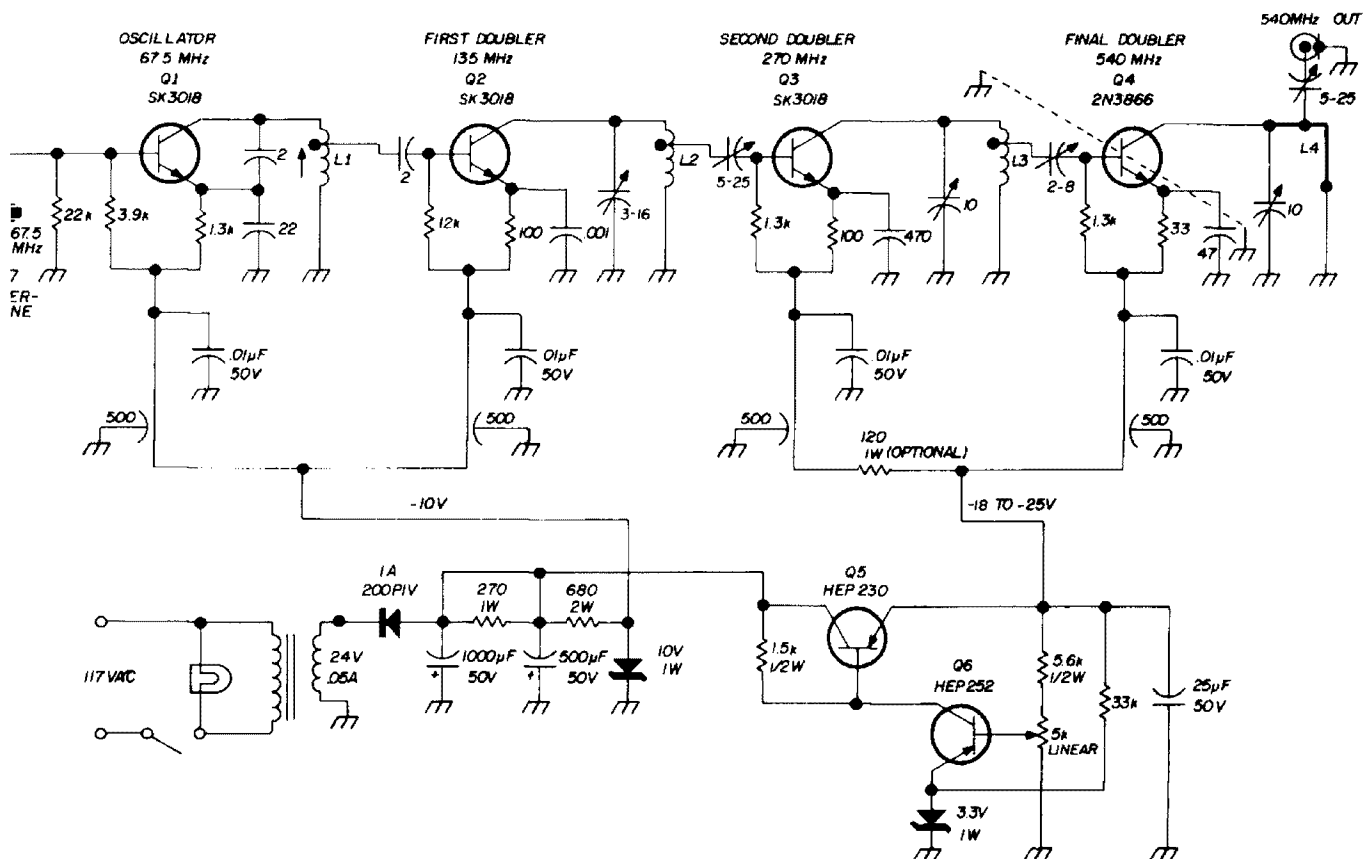 OSCILLATOR
67.5 MHz
Q1
SK3018
FIRST DOUBLER
135 MHz
Q2
SK3018
SECOND DOUBLER
270 MHz
Q3
SK3018
FINAL DOUBLER
540 MHz
Q4
2N3866
540MHz OUT
5-25
2
L1
2
L2
5-25
L3
2-8
L4
22k
3.9k
1.3k
22
12k
100
.001
3-16
1.3k
100
470
10
1.3k
33
47
10
67.5
MHz
7
ER-
NE
.01µF
50V
.01µF
50V
.01µF
50V
.01µF
50V
500
500
500
500
120
1W (OPTIONAL)
-10V
-18 TO -25V
1A
200PIV
270
1W
680
2W
Q5
HEP 230
117VAC
24V
.05A
1000µF
50V
+
500µF
50V
+
10V
1W
1.5k
1/2W
Q6
HEP 252
5.6k
1/2W
33k
25µF
50V
5k
LINEAR
3.3V
1W